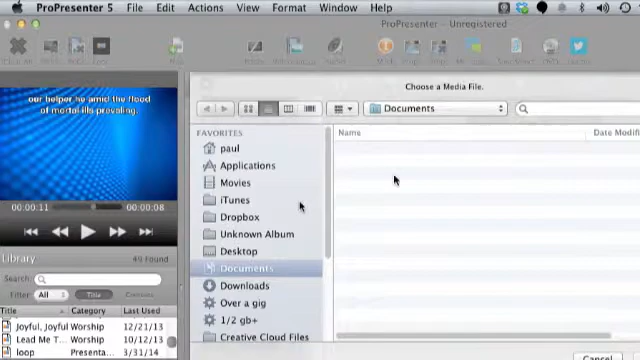 ProPresenter 5 File Edit Actions View Format Window Help
ProPresenter - Unregistered
Choose a Media File.
Documents
our helper he amid the flood
of mortal ills prevailing.
00:00:11 00:00:08
Library 49 Found
Search:
Filter: All Title Contents
Title Category Last Used
Joyful, Joyful Worship 12/21/13
Lead Me T... Worship 10/12/13
loop Presenta... 3/31/14
FAVORITES
paul
Applications
Movies
iTunes
Dropbox
Unknown Album
Desktop
Documents
Downloads
Over a gig
1/2 gb+
Creative Cloud Files
Name Date Modifi
Cancel